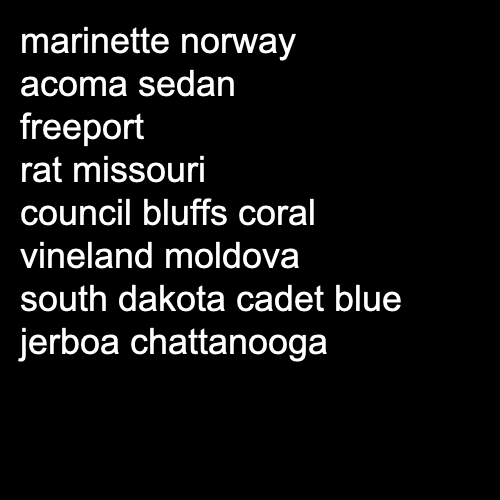 marinette norway
acoma sedan
freeport
rat missouri
council bluffs coral
vineland moldova
south dakota cadet blue
jerboa chattanooga